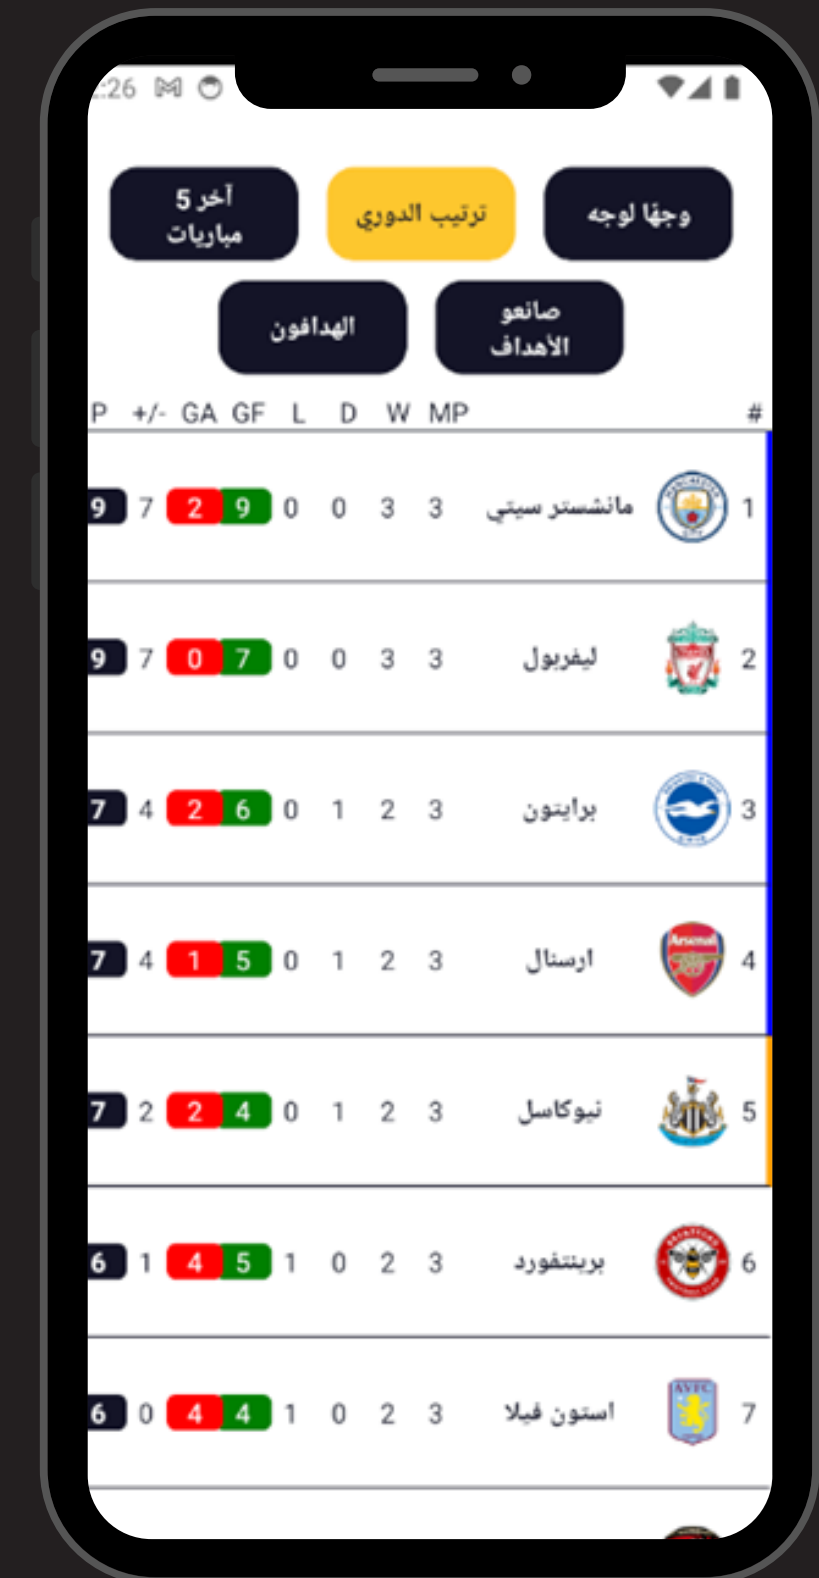 :26
وجهًا لوجه
ترتيب الدوري
آخر 5
مباريات
صانعو
الأهداف
الهدافون
# MP W D L GF GA +/- P
1 مانشستر سيتي 3 3 0 0 9 2 7 9
2 ليفربول 3 3 0 0 7 0 7 9
3 برايتون 3 2 1 0 6 2 4 7
4 Arsenal ارسنال 3 2 1 0 5 1 4 7
5 نيوكاسل 3 2 1 0 4 2 2 7
6 برينتفورد 3 2 0 1 5 4 1 6
7 AVFC استون فيلا 3 2 0 1 4 4 0 6